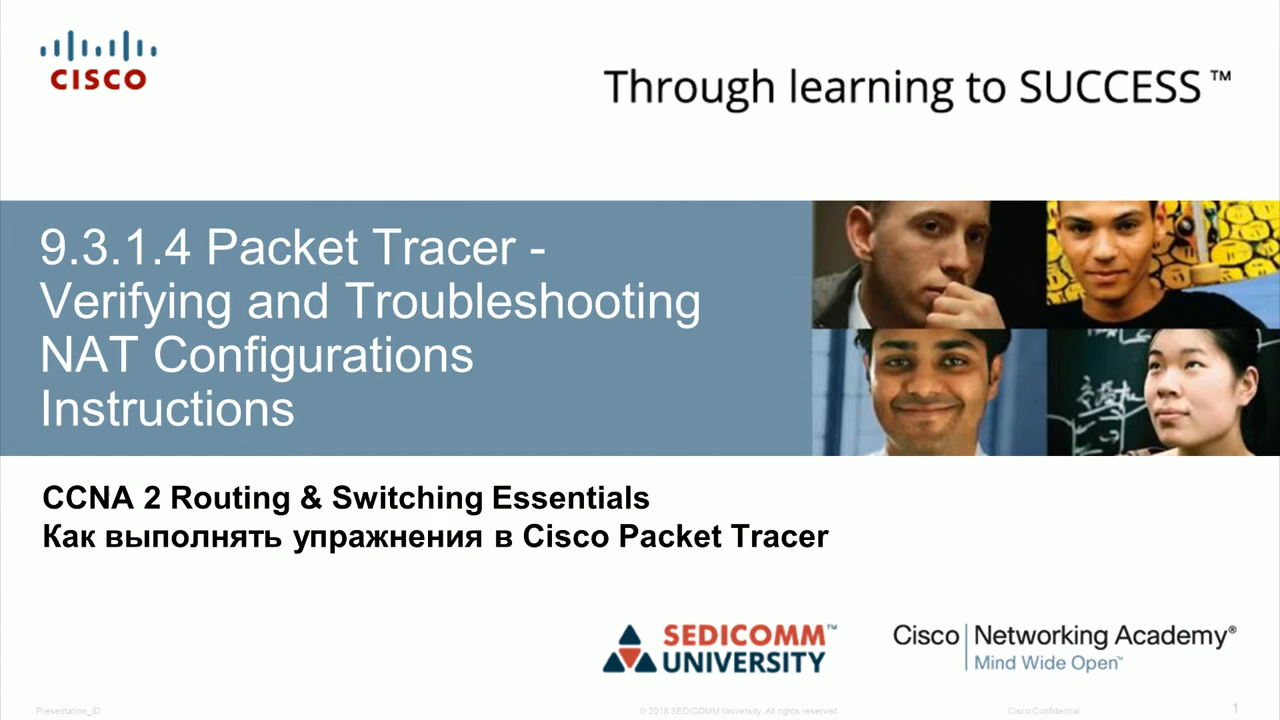 CISCO
Through learning to SUCCESS™
9.3.1.4 Packet Tracer -
Verifying and Troubleshooting
NAT Configurations
Instructions
CCNA 2 Routing & Switching Essentials
Как выполнять упражнения в Cisco Packet Tracer
SEDICOMM™
UNIVERSITY
Cisco Networking Academy®
Mind Wide Open™
Presentation_ID
© 2018 SEDICOMM University. All rights reserved.
Cisco Confidential
1